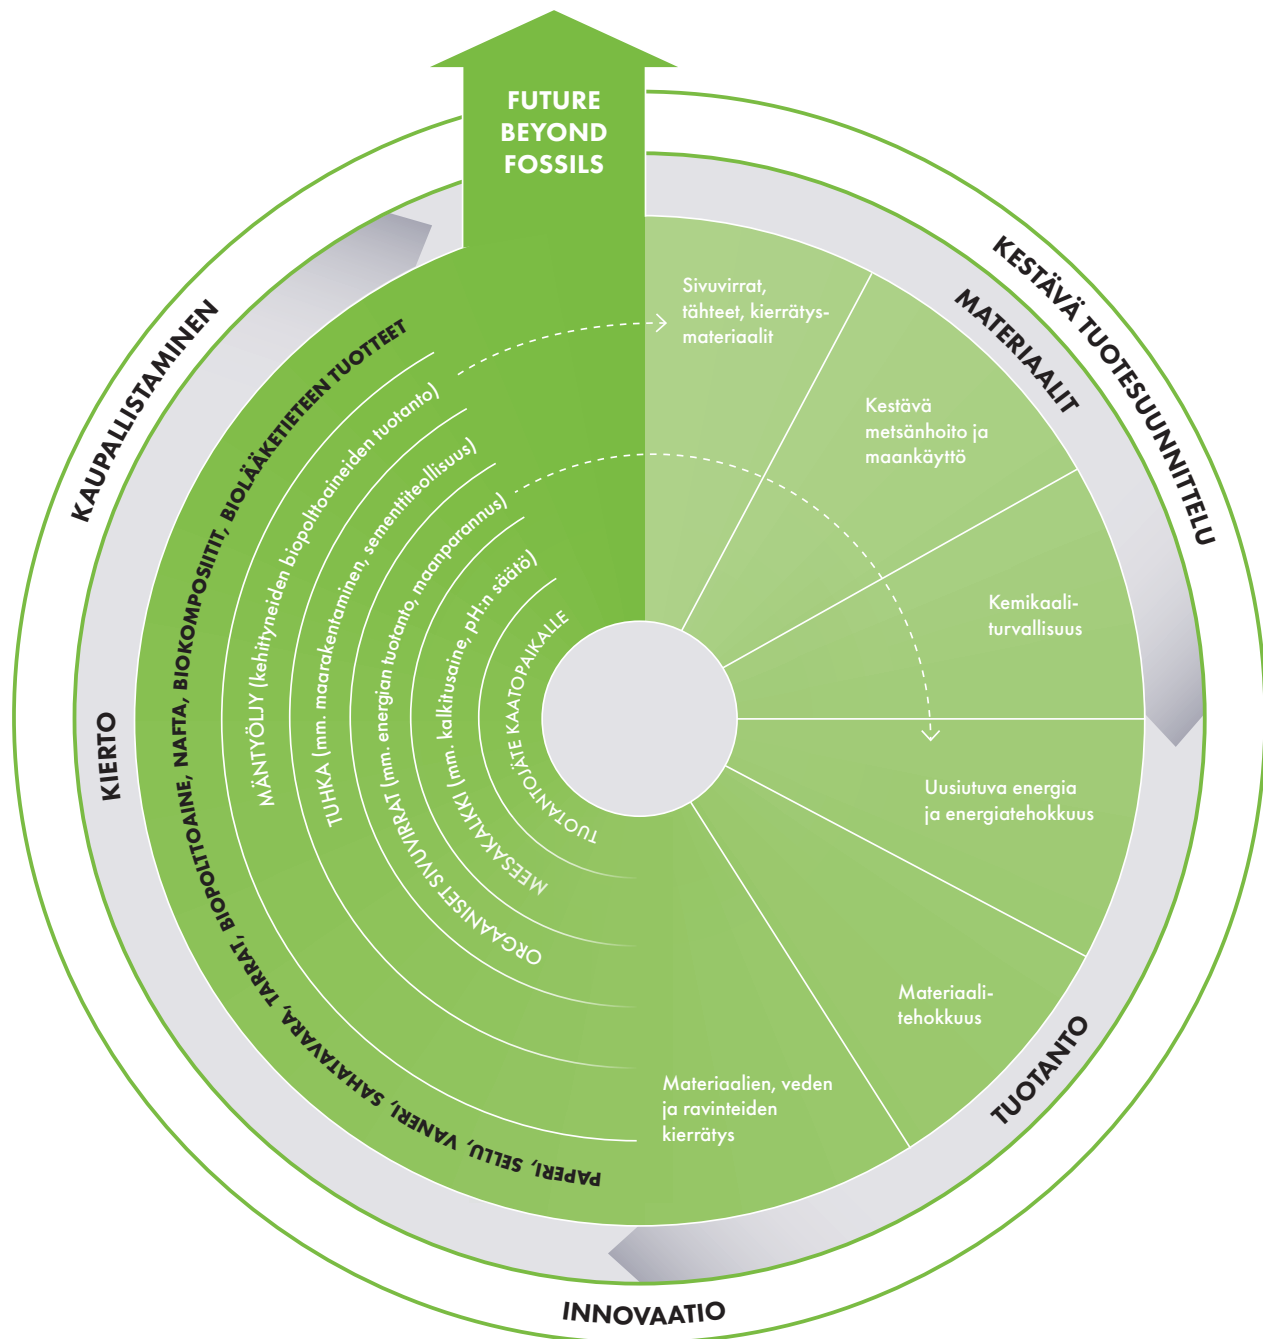 FUTURE
BEYOND
FOSSILS
KESTÄVÄ TUOTESUUNNITTELU
MATERIAALIT
Sivuvirrat,
tähteet, kierrätys-
materiaalit
Kestävä
metsänhoito ja
maankäyttö
Kemikaali-
turvallisuus
Uusiutuva energia
ja energiatehokkuus
Materiaali-
tehokkuus
Materiaalien, veden
ja ravinteiden
kierrätys
TUOTANTO
INNOVAATIO
KIERTO
KAUPALLISTAMINEN
PAPERI, SELLU, VANERI, SAHATAVARA, TARRAT, BIOPOLTTOAINE, NAFTA, BIOKOMPOSIITIT, BIOLÄÄKETIETEEN TUOTTEET
MÄNTYÖLJY (kehittyneiden biopolttoaineiden tuotanto)
TUHKA (mm. maarakentaminen, sementtiteollisuus)
ORGAANISET SIVUVIRRAT (mm. energian tuotanto, maanparannus)
MEESAKALKKI (mm. kalkitusaine, pH:n säätö)
TUOTANTOJÄTE KAATOPAIKALLE